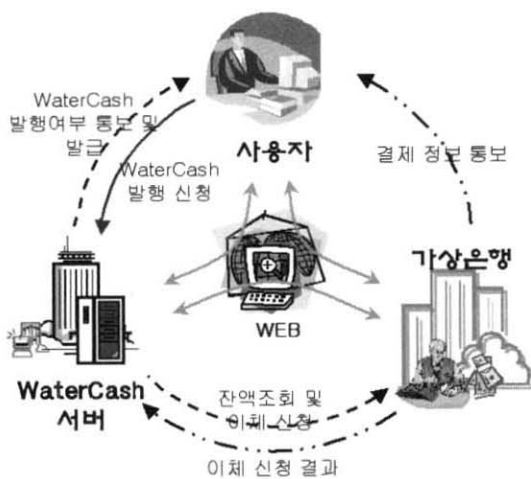 WaterCash
발행여부 통보 및
발급
WaterCash
발행 신청
사용자
결제 정보 통보
가상은행
WEB
WaterCash
서버
잔액조회 및
이체 신청
이체 신청 결과